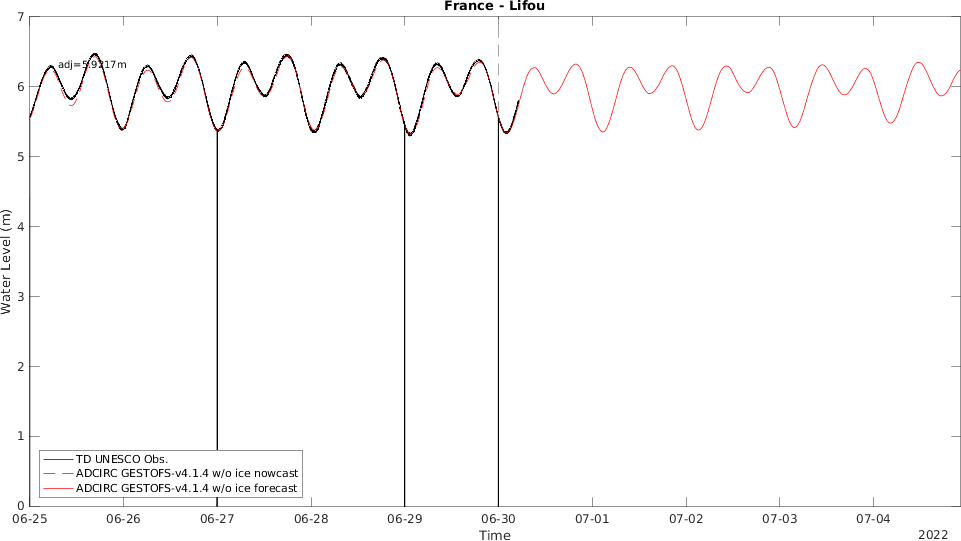 France - Lifou
7
6
5
4
3
2
1
0
Water Level (m)
adj=5.9217m
TD UNESCO Obs.
ADCIRC GESTOFS-v4.1.4 w/o ice nowcast
ADCIRC GESTOFS-v4.1.4 w/o ice forecast
06-25 06-26 06-27 06-28 06-29 06-30 07-01 07-02 07-03 07-04
Time
2022